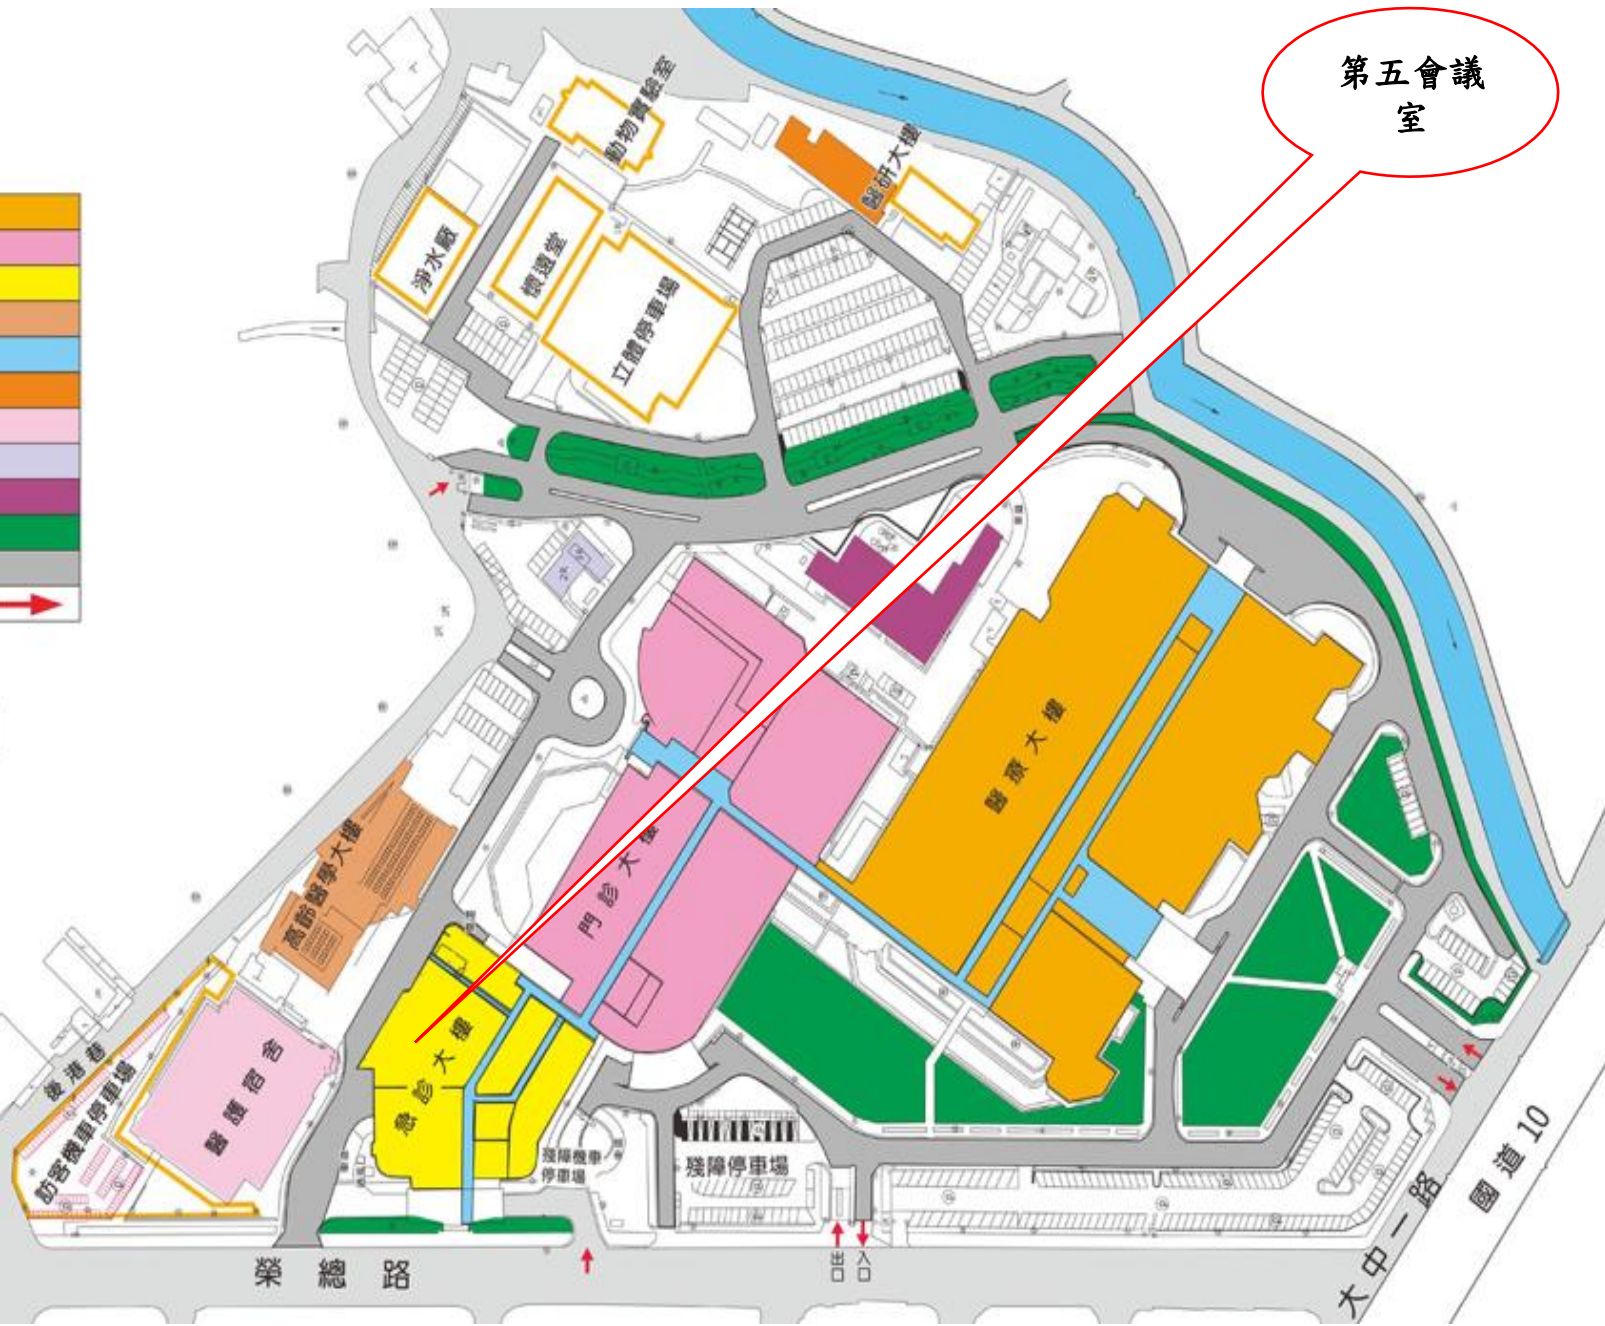 第五會議
室
動物實驗室
醫研大樓
淨水廠
懷遠堂
立體停車場
醫療大樓
門診大樓
高齡醫學大樓
急診大樓
醫護宿舍
後港巷
訪客機車停車場
殘障機車
停車場
殘障停車場
出口
入口
榮總路
大中一路
國道10